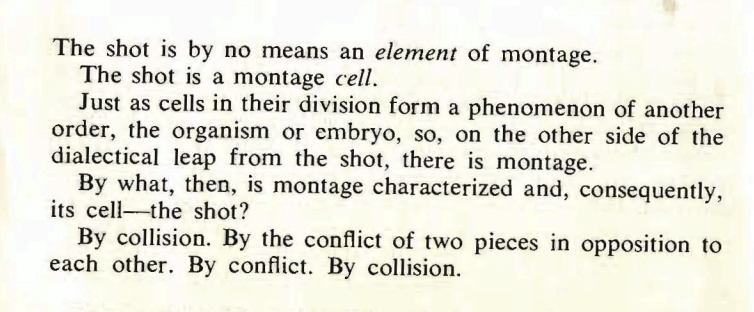 The shot is by no means an element of montage.
The shot is a montage cell.
Just as cells in their division form a phenomenon of another
order, the organism or embryo, so, on the other side of the
dialectical leap from the shot, there is montage.
By what, then, is montage characterized and, consequently,
its cell—the shot?
By collision. By the conflict of two pieces in opposition to
each other. By conflict. By collision.